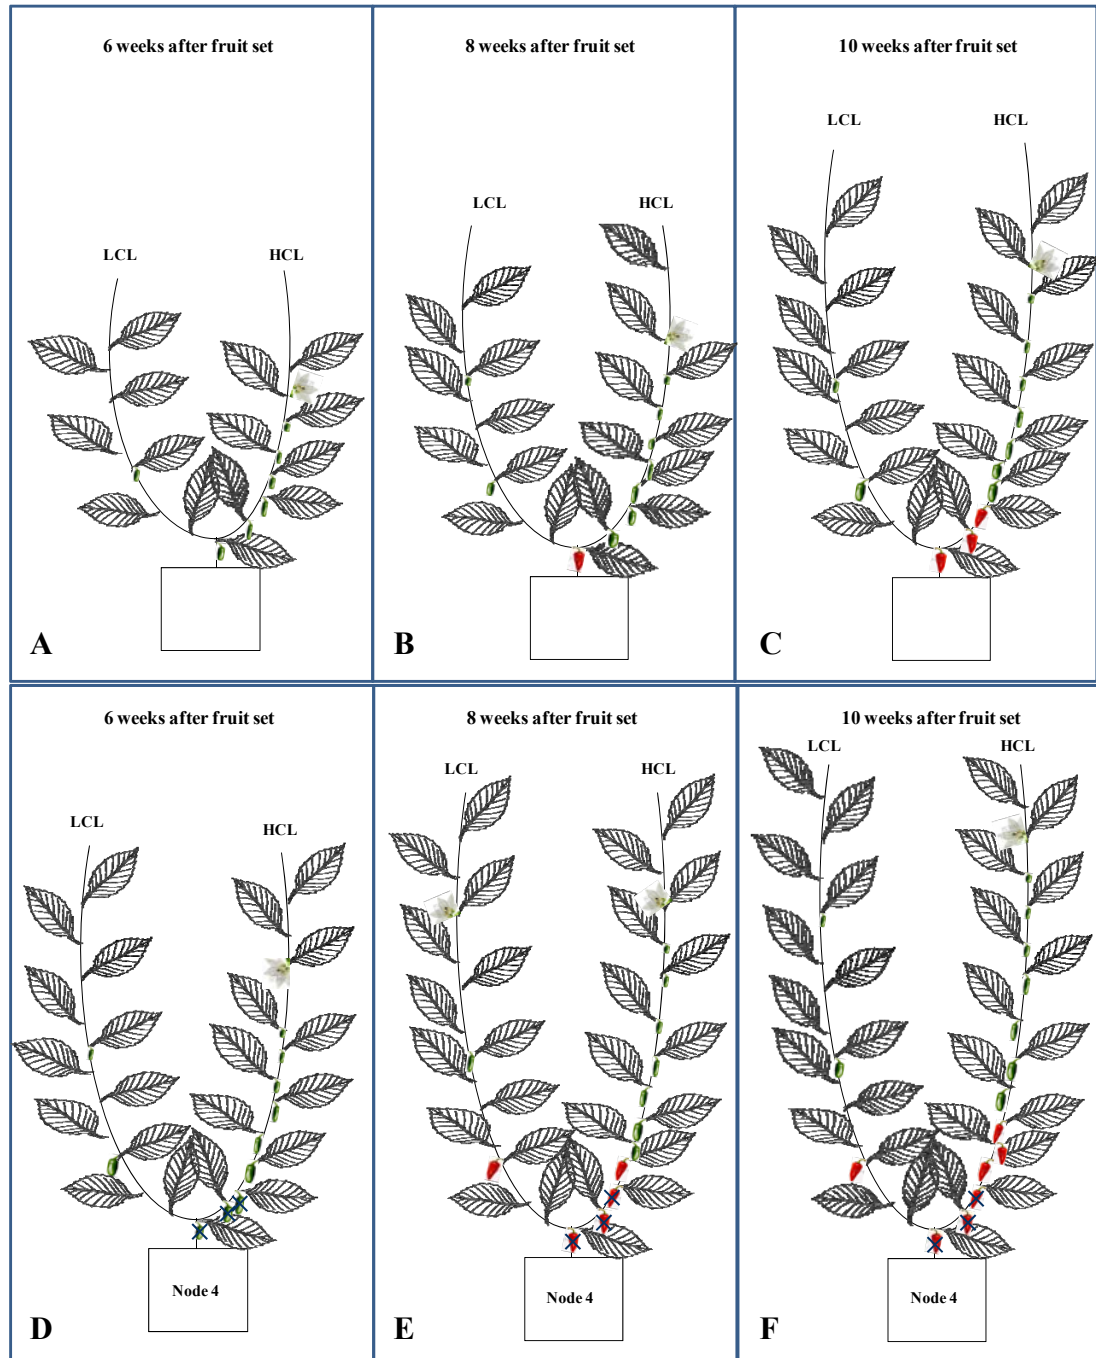 6 weeks after fruit set
8 weeks after fruit set
10 weeks after fruit set
LCL
HCL
LCL
HCL
LCL
HCL
A
B
C
6 weeks after fruit set
8 weeks after fruit set
10 weeks after fruit set
LCL
HCL
LCL
HCL
LCL
HCL
Node 4
Node 4
Node 4
D
E
F